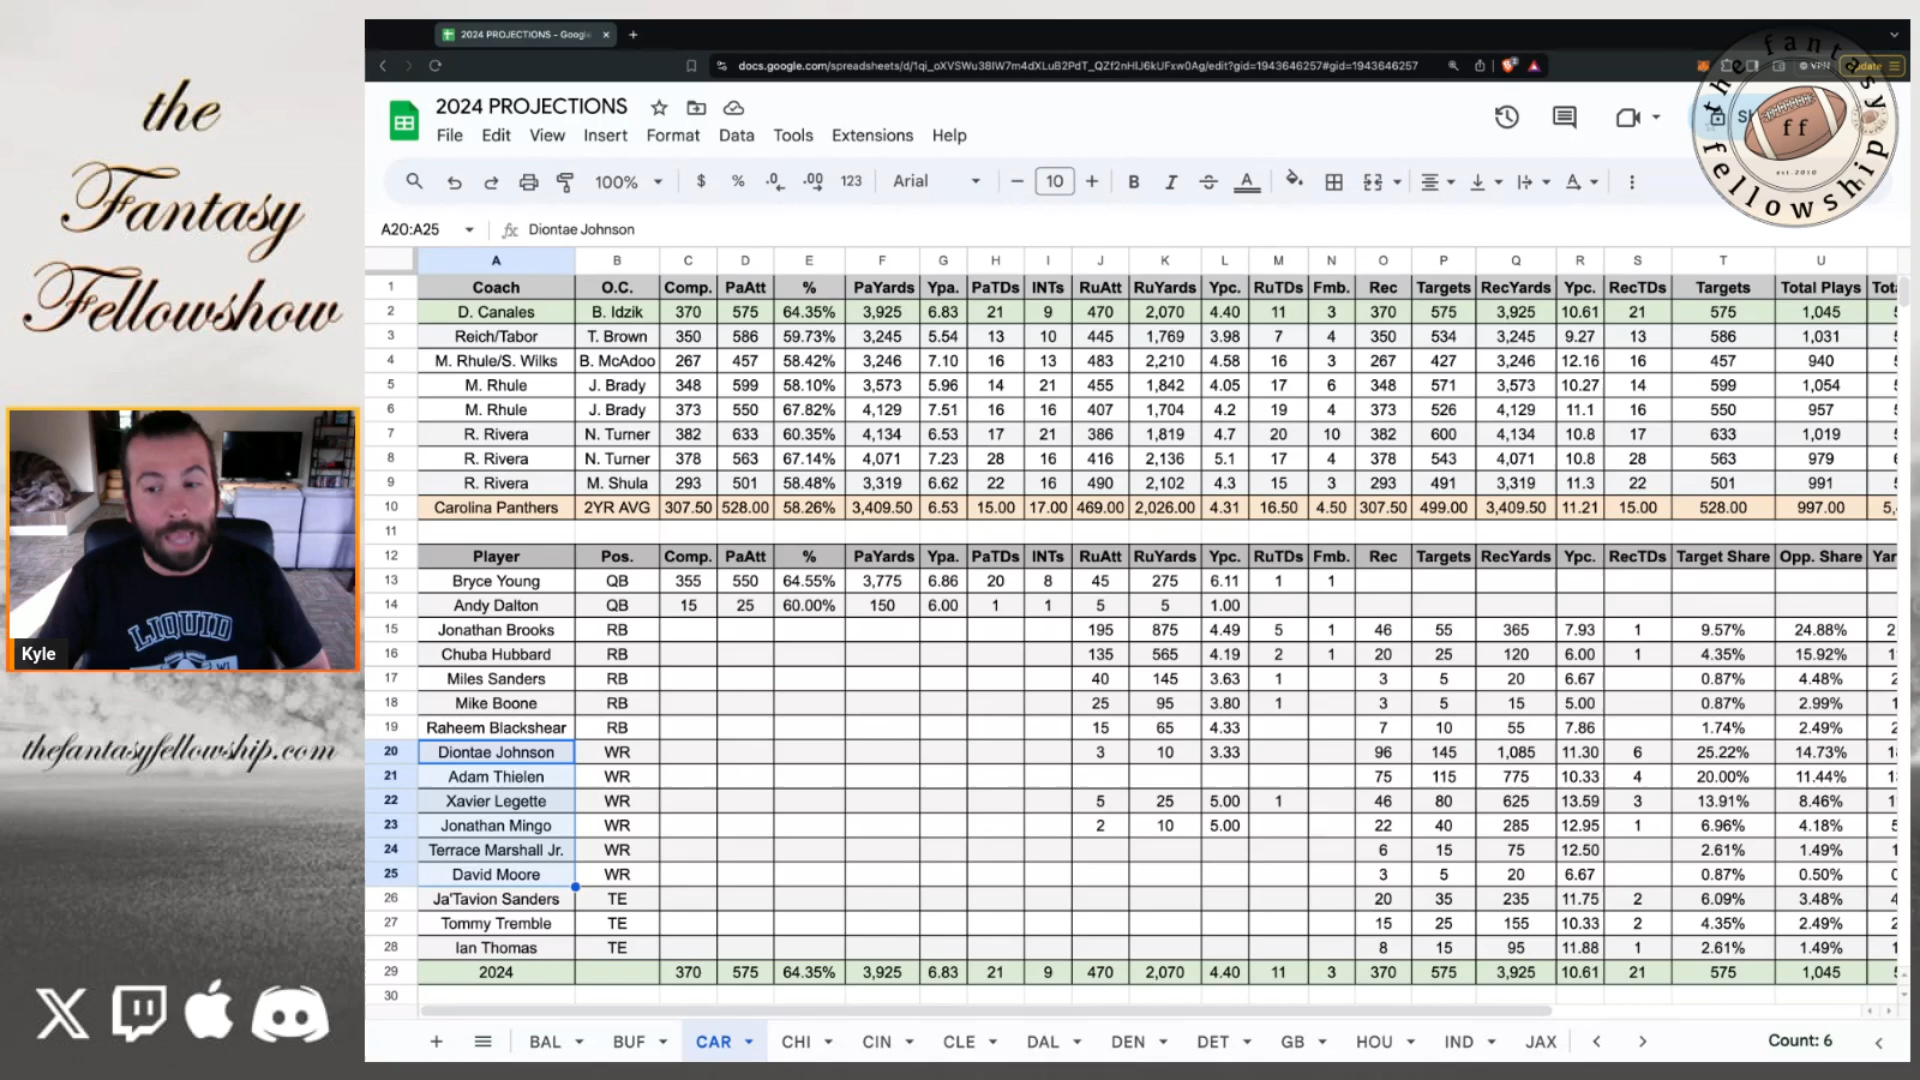 the
Fantasy
Fellowshow
LIQUID
Kyle
thefantasyfellowship.com
2024 PROJECTIONS - Googl
docs.google.com/spreadsheets/d/1qi_oXVSWu38IW7m4dXLuB2PdT_QZf2nHIJ6kUFxw0Ag/edit?gid=1943646257#gid=1943646257
VPN
the fantasy fellowship
ff
est. 2010
2024 PROJECTIONS
File Edit View Insert Format Data Tools Extensions Help
100% $ % .0 .00 123 Arial 10 B I S A
A20:A25 fx Diontae Johnson
A B C D E F G H I J K L M N O P Q R S T U
1 Coach O.C. Comp. PaAtt % PaYards Ypa. PaTDs INTs RuAtt RuYards Ypc. RuTDs Fmb. Rec Targets RecYards Ypc. RecTDs Targets Total Plays
2 D. Canales B. Idzik 370 575 64.35% 3,925 6.83 21 9 470 2,070 4.40 11 3 370 575 3,925 10.61 21 575 1,045
3 Reich/Tabor T. Brown 350 586 59.73% 3,245 5.54 13 10 445 1,769 3.98 7 4 350 534 3,245 9.27 13 586 1,031
4 M. Rhule/S. Wilks B. McAdoo 267 457 58.42% 3,246 7.10 16 13 483 2,210 4.58 16 3 267 427 3,246 12.16 16 457 940
5 M. Rhule J. Brady 348 599 58.10% 3,573 5.96 14 21 455 1,842 4.05 17 6 348 571 3,573 10.27 14 599 1,054
6 M. Rhule J. Brady 373 550 67.82% 4,129 7.51 16 16 407 1,704 4.2 19 4 373 526 4,129 11.1 16 550 957
7 R. Rivera N. Turner 382 633 60.35% 4,134 6.53 17 21 386 1,819 4.7 20 10 382 600 4,134 10.8 17 633 1,019
8 R. Rivera N. Turner 378 563 67.14% 4,071 7.23 28 16 416 2,136 5.1 17 4 378 543 4,071 10.8 28 563 979
9 R. Rivera M. Shula 293 501 58.48% 3,319 6.62 22 16 490 2,102 4.3 15 3 293 491 3,319 11.3 22 501 991
10 Carolina Panthers 2YR AVG 307.50 528.00 58.26% 3,409.50 6.53 15.00 17.00 469.00 2,026.00 4.31 16.50 4.50 307.50 499.00 3,409.50 11.21 15.00 528.00 997.00
11
12 Player Pos. Comp. PaAtt % PaYards Ypa. PaTDs INTs RuAtt RuYards Ypc. RuTDs Fmb. Rec Targets RecYards Ypc. RecTDs Target Share Opp. Share
13 Bryce Young QB 355 550 64.55% 3,775 6.86 20 8 45 275 6.11 1 1
14 Andy Dalton QB 15 25 60.00% 150 6.00 1 1 5 5 1.00
15 Jonathan Brooks RB 195 875 4.49 5 1 46 55 365 7.93 1 9.57% 24.88%
16 Chuba Hubbard RB 135 565 4.19 2 1 20 25 120 6.00 1 4.35% 15.92%
17 Miles Sanders RB 40 145 3.63 1 3 5 20 6.67 0.87% 4.48%
18 Mike Boone RB 25 95 3.80 1 3 5 15 5.00 0.87% 2.99%
19 Raheem Blackshear RB 15 65 4.33 7 10 55 7.86 1.74% 2.49%
20 Diontae Johnson WR 3 10 3.33 96 145 1,085 11.30 6 25.22% 14.73%
21 Adam Thielen WR 75 115 775 10.33 4 20.00% 11.44%
22 Xavier Legette WR 5 25 5.00 1 46 80 625 13.59 3 13.91% 8.46%
23 Jonathan Mingo WR 2 10 5.00 22 40 285 12.95 1 6.96% 4.18%
24 Terrace Marshall Jr. WR 6 15 75 12.50 2.61% 1.49%
25 David Moore WR 3 5 20 6.67 0.87% 0.50%
26 Ja'Tavion Sanders TE 20 35 235 11.75 2 6.09% 3.48%
27 Tommy Tremble TE 15 25 155 10.33 2 4.35% 2.49%
28 Ian Thomas TE 8 15 95 11.88 1 2.61% 1.49%
29 2024 370 575 64.35% 3,925 6.83 21 9 470 2,070 4.40 11 3 370 575 3,925 10.61 21 575 1,045
30
BAL BUF CAR CHI CIN CLE DAL DEN DET GB HOU IND JAX Count: 6